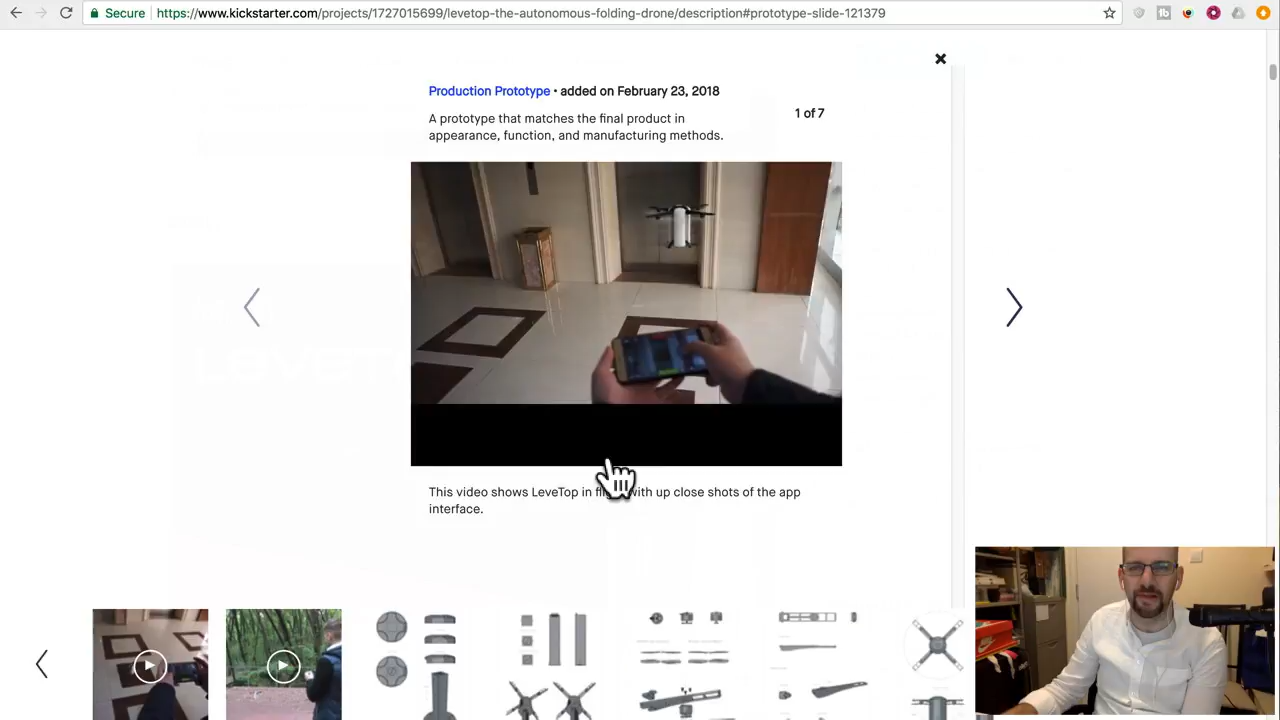 Secure
https://www.kickstarter.com/projects/1727015699/levetop-the-autonomous-folding-drone/description#prototype-slide-121379
Production Prototype • added on February 23, 2018
1 of 7
A prototype that matches the final product in
appearance, function, and manufacturing methods.
This video shows LeveTop in with up close shots of the app
interface.